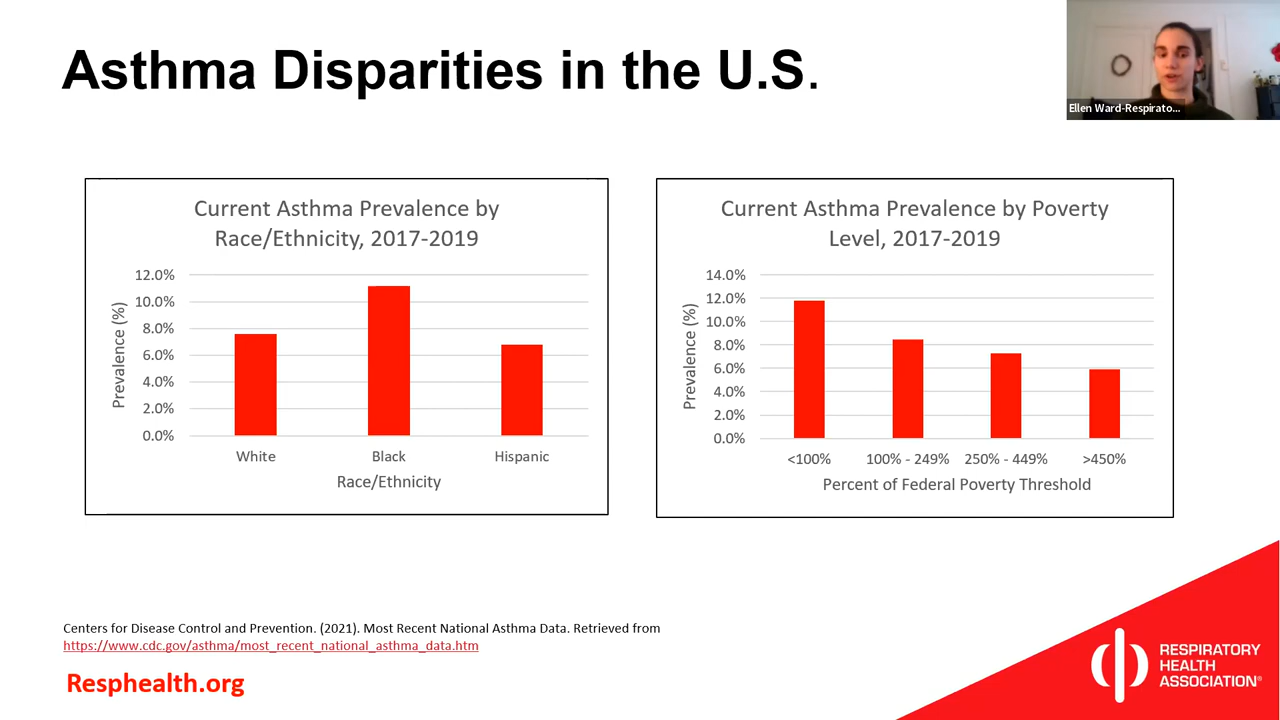 Asthma Disparities in the U.S.
Ellen Ward-Respirato...
Current Asthma Prevalence by
Race/Ethnicity, 2017-2019
12.0%
10.0%
8.0%
6.0%
4.0%
2.0%
0.0%
Prevalence (%)
White Black Hispanic
Race/Ethnicity
Current Asthma Prevalence by Poverty
Level, 2017-2019
14.0%
12.0%
10.0%
8.0%
6.0%
4.0%
2.0%
0.0%
Prevalence (%)
<100% 100% - 249% 250% - 449% >450%
Percent of Federal Poverty Threshold
Centers for Disease Control and Prevention. (2021). Most Recent National Asthma Data. Retrieved from
https://www.cdc.gov/asthma/most_recent_national_asthma_data.htm
Resphealth.org
RESPIRATORY
HEALTH
ASSOCIATION®